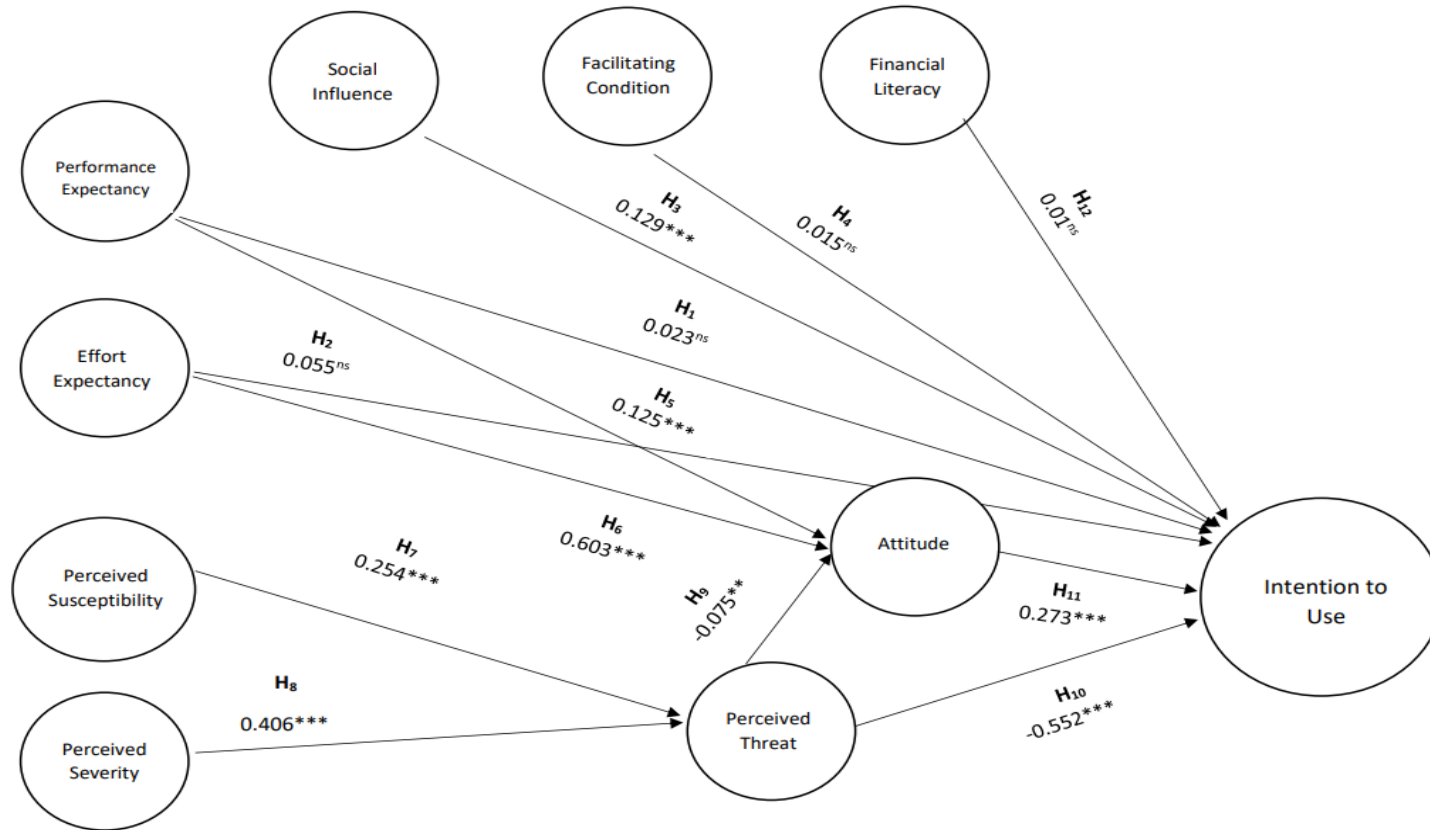 Social
Influence
Facilitating
Condition
Financial
Literacy
Performance
Expectancy
H₃
0.129***
H₄
0.015ⁿˢ
H₁₂
0.01ⁿˢ
H₁
0.023ⁿˢ
Effort
Expectancy
H₂
0.055ⁿˢ
H₅
0.125***
H₆
0.603***
Attitude
H₇
0.254***
Perceived
Susceptibility
H₉
-0.075**
H₁₁
0.273***
Intention to
Use
H₈
0.406***
Perceived
Threat
H₁₀
-0.552***
Perceived
Severity